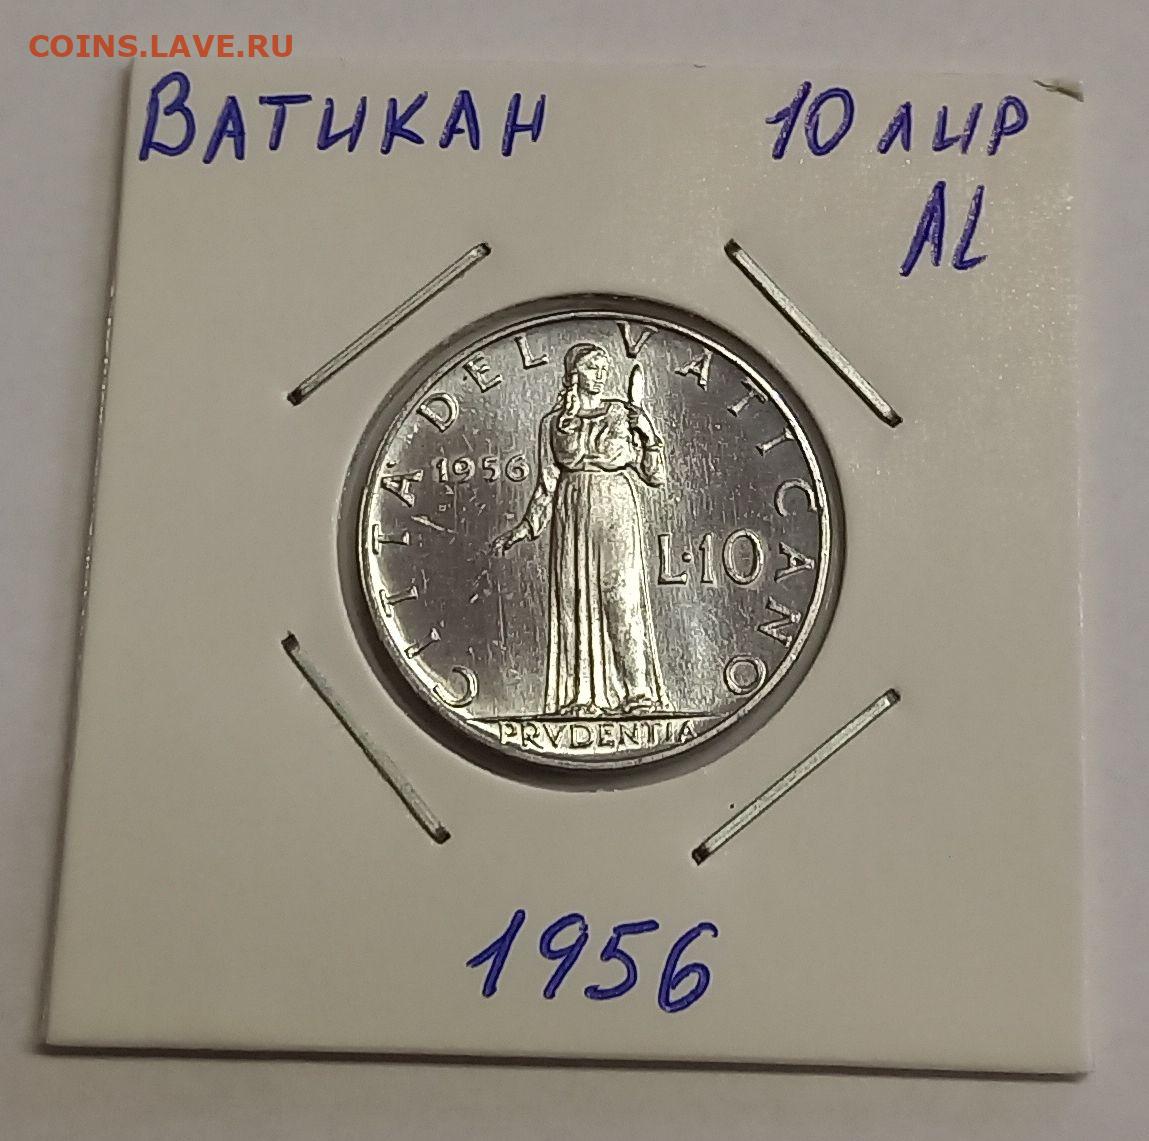 COINS.LAVE.RU
ВАТИКАН 10 ЛИР
AL
CITTA' DEL VATICANO
1956
L·10
PRVDENTIA
1956